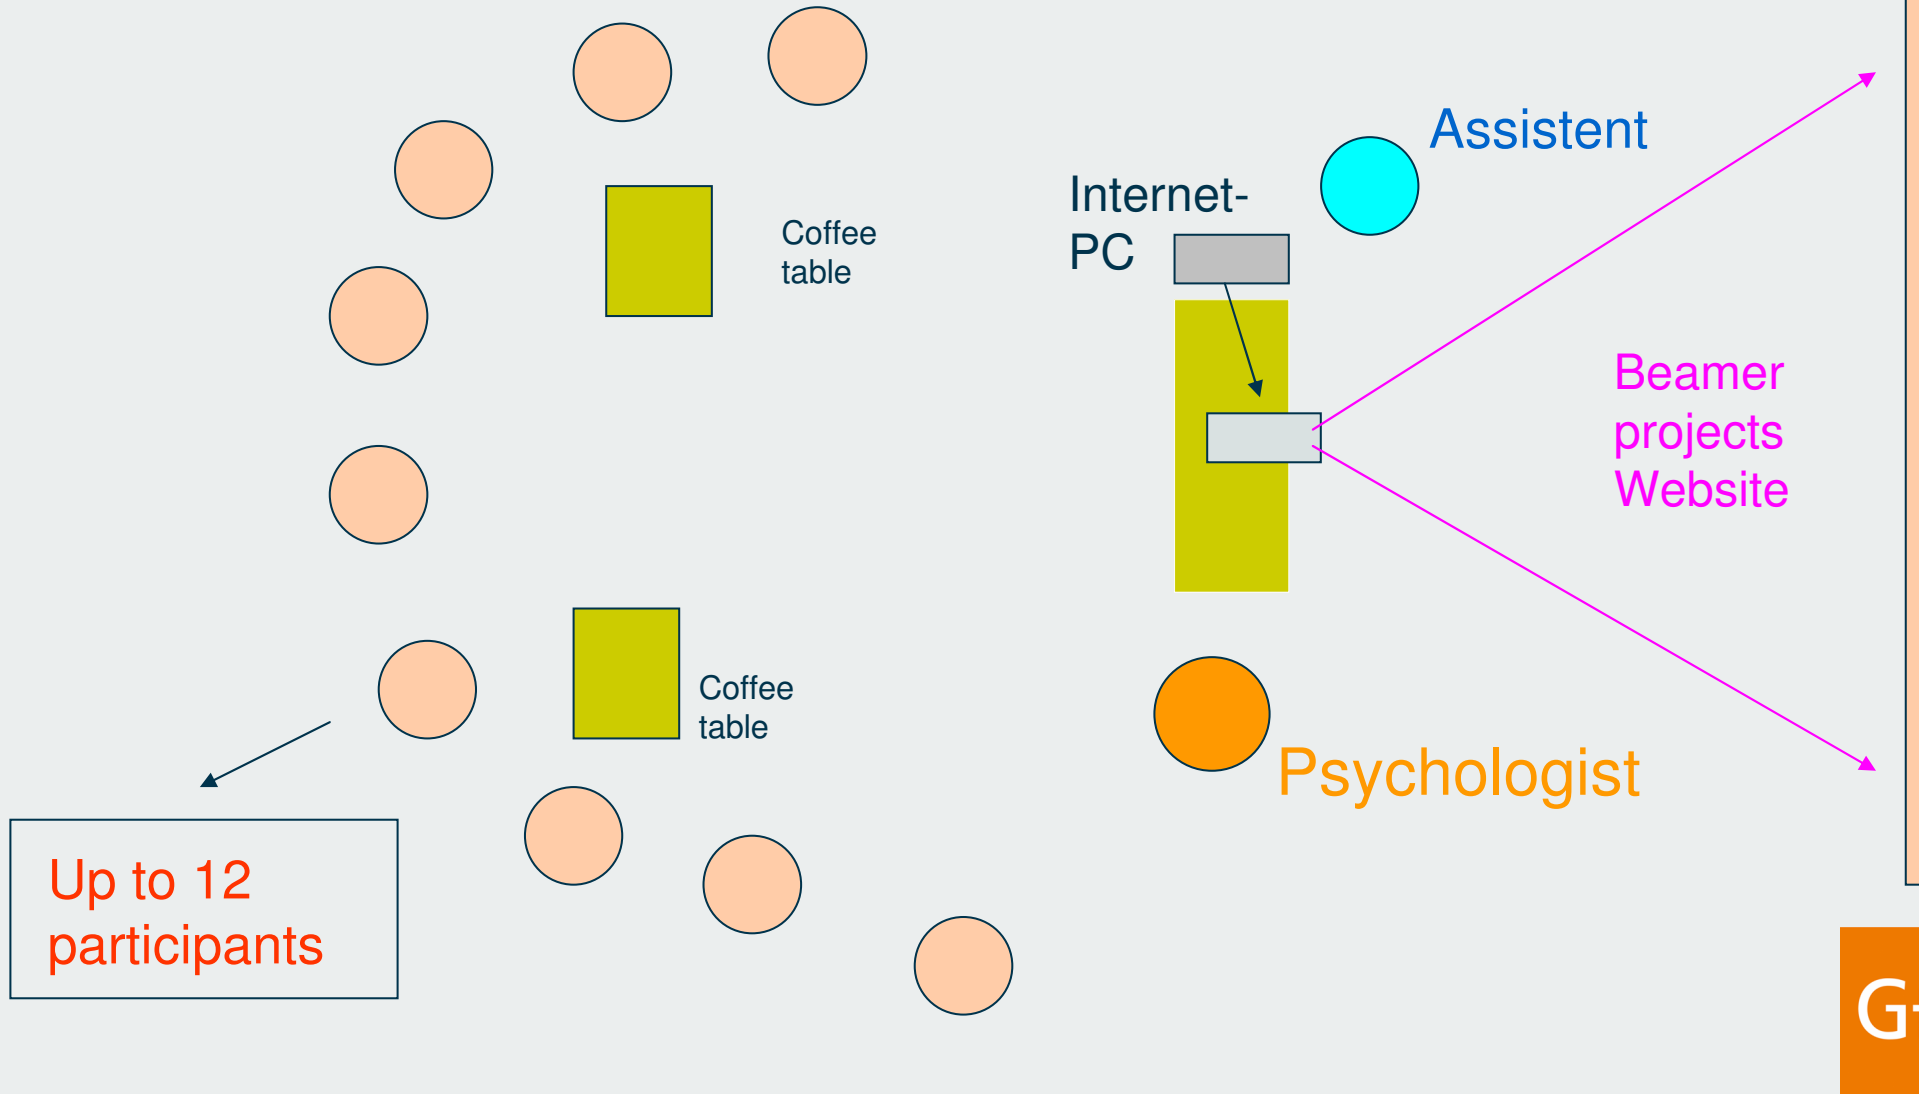 Assistent
Internet-
PC
Coffee
table
Beamer
projects
Website
Coffee
table
Psychologist
Up to 12
participants
G+